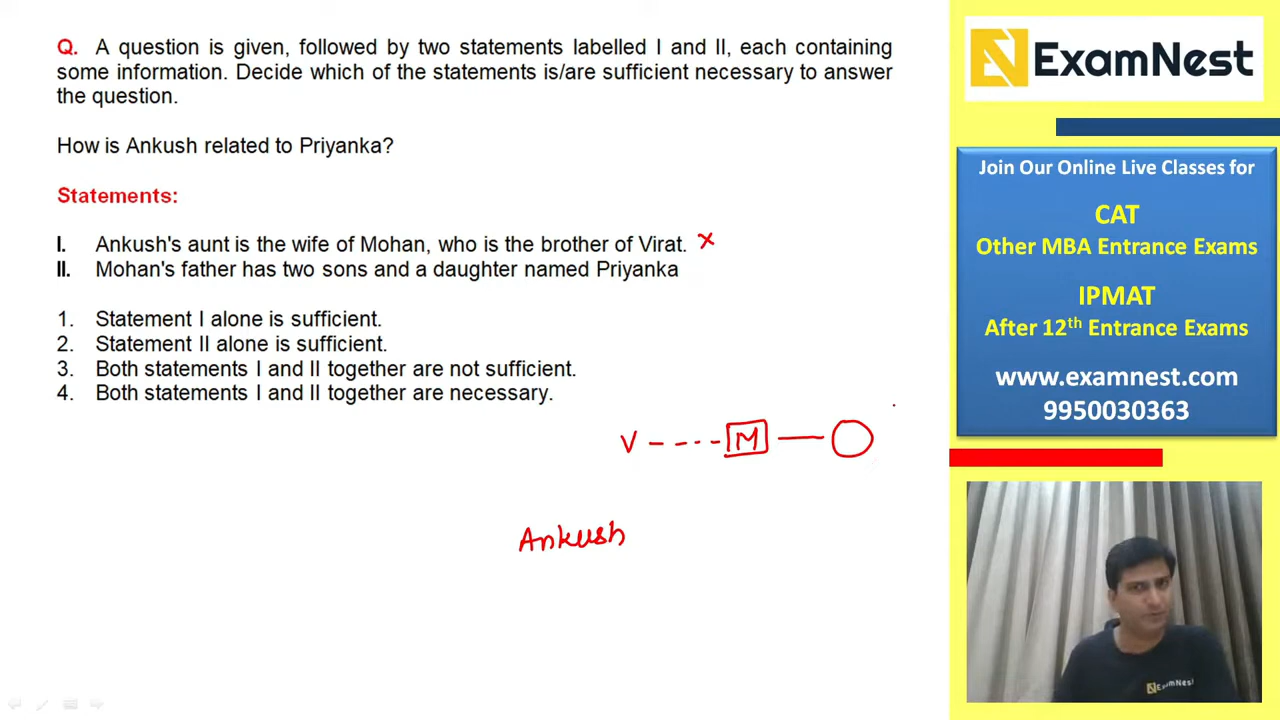 Q. A question is given, followed by two statements labelled I and II, each containing
some information. Decide which of the statements is/are sufficient necessary to answer
the question.
How is Ankush related to Priyanka?
Statements:
I. Ankush's aunt is the wife of Mohan, who is the brother of Virat. x
II. Mohan's father has two sons and a daughter named Priyanka
1. Statement I alone is sufficient.
2. Statement II alone is sufficient.
3. Both statements I and II together are not sufficient.
4. Both statements I and II together are necessary.
V M
Ankush
ExamNest
Join Our Online Live Classes for
CAT
Other MBA Entrance Exams
IPMAT
After 12th Entrance Exams
www.examnest.com
9950030363
ExamNest